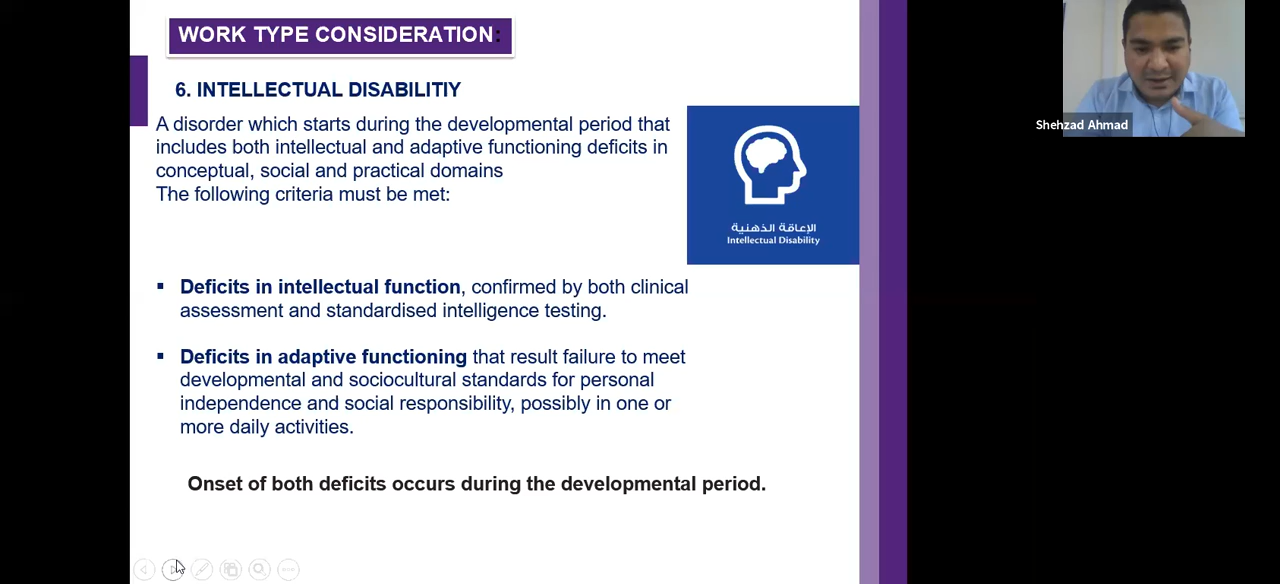 WORK TYPE CONSIDERATION:
6. INTELLECTUAL DISABILITIY
A disorder which starts during the developmental period that
includes both intellectual and adaptive functioning deficits in
conceptual, social and practical domains
The following criteria must be met:
الإعاقة الذهنية
Intellectual Disability
▪ Deficits in intellectual function, confirmed by both clinical
assessment and standardised intelligence testing.
▪ Deficits in adaptive functioning that result failure to meet
developmental and sociocultural standards for personal
independence and social responsibility, possibly in one or
more daily activities.
Onset of both deficits occurs during the developmental period.
Shehzad Ahmad